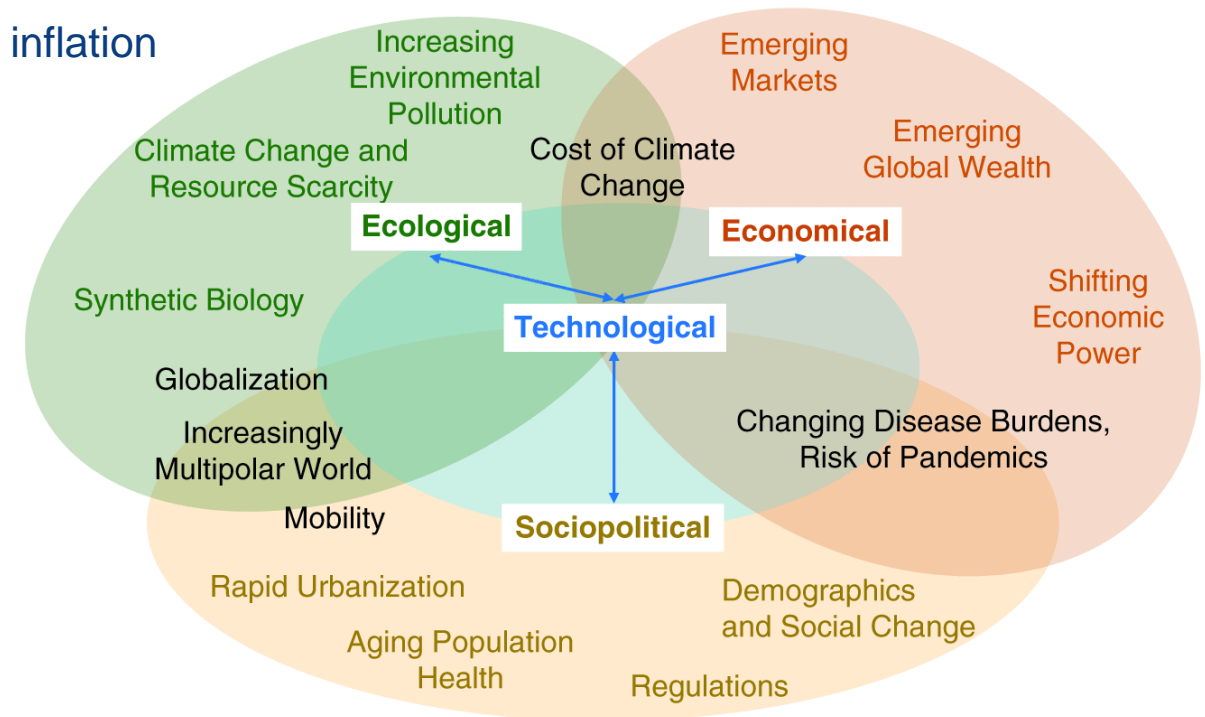 inflation
Increasing
Environmental
Pollution
Emerging
Markets
Climate Change and
Resource Scarcity
Cost of Climate
Change
Emerging
Global Wealth
Ecological
Economical
Synthetic Biology
Technological
Shifting
Economic
Power
Globalization
Increasingly
Multipolar World
Mobility
Changing Disease Burdens,
Risk of Pandemics
Sociopolitical
Rapid Urbanization
Aging Population
Health
Demographics
and Social Change
Regulations